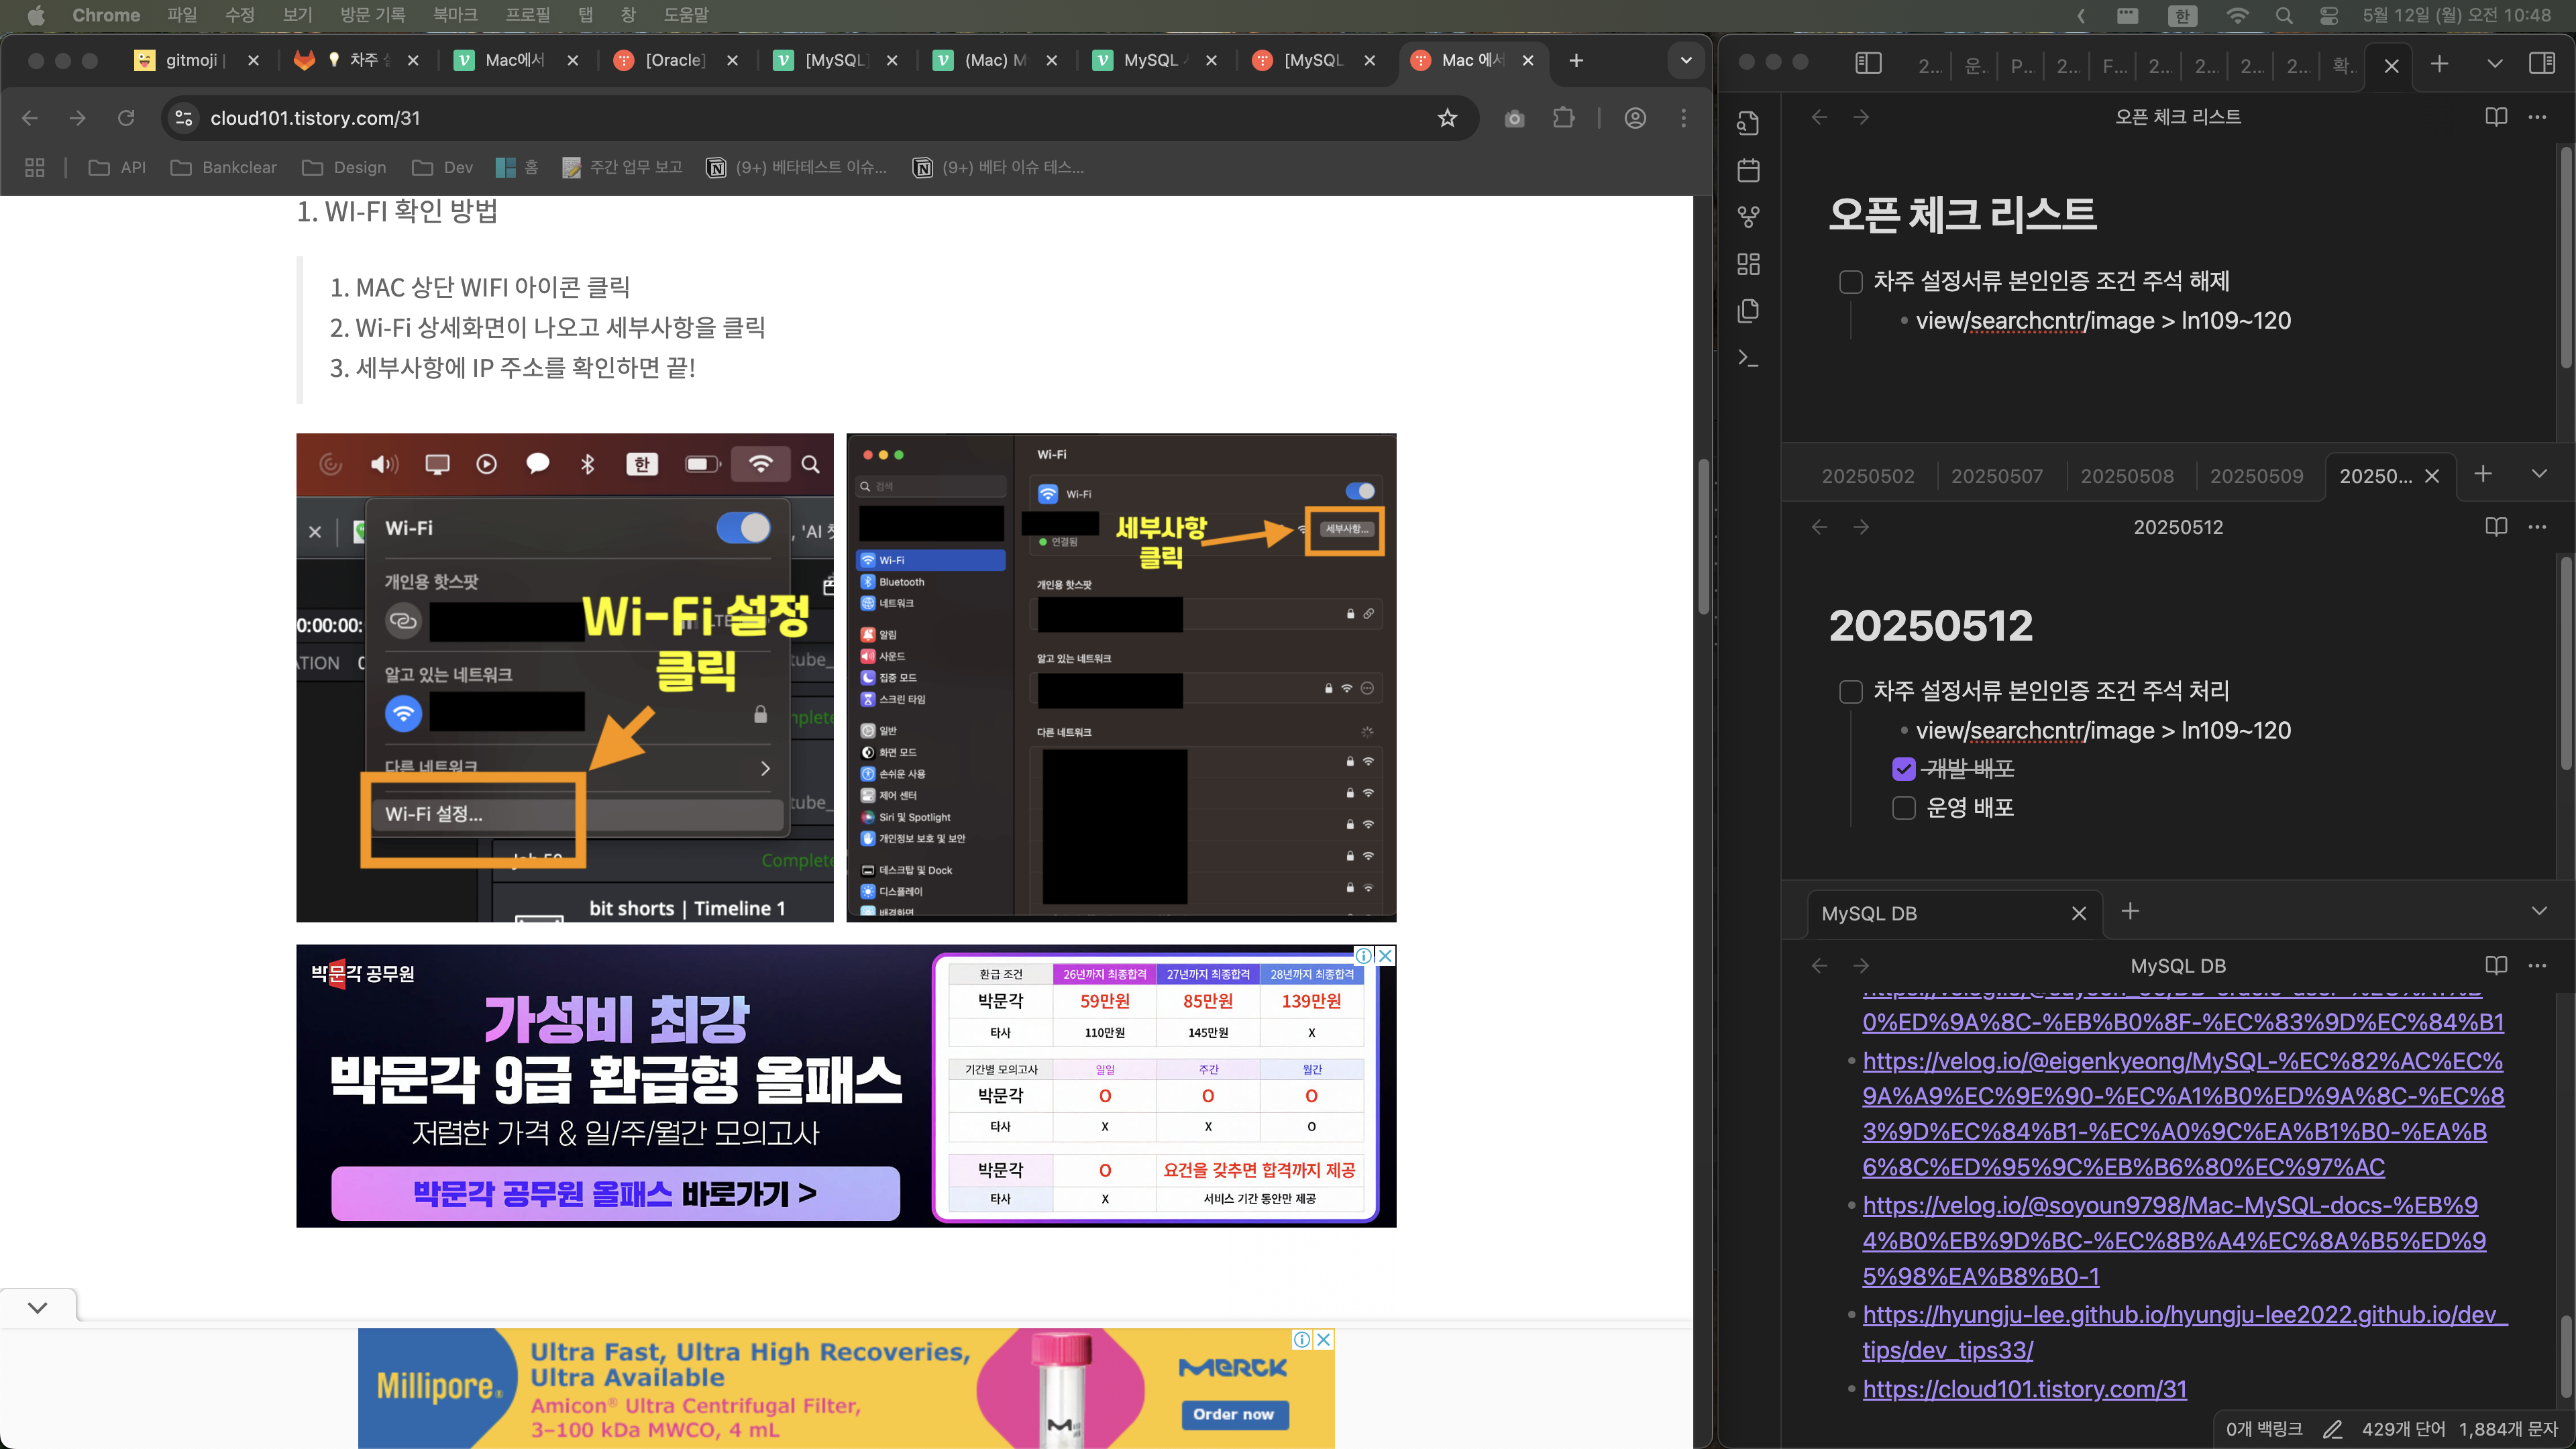 Chrome 파일 수정 보기 방문 기록 북마크 프로필 탭 창 도움말
한 5월 12일 (월) 오전 10:48
gitmoji |
차주
Mac에서
[Oracle]
[MySQL]
(Mac) M
MySQL
[MySQL
Mac 에서
cloud101.tistory.com/31
API
Bankclear
Design
Dev
홈
주간 업무 보고
(9+) 베타테스트 이슈...
(9+) 베타 이슈 테스...
1. WI-FI 확인 방법
1. MAC 상단 WIFI 아이콘 클릭
2. Wi-Fi 상세화면이 나오고 세부사항을 클릭
3. 세부사항에 IP 주소를 확인하면 끝!
한
Wi-Fi
'AI
개인용 핫스팟
0:00:00:
알고 있는 네트워크
다른 네트워크
Wi-Fi 설정...
Wi-Fi 설정
클릭
Complete
bit shorts | Timeline 1
Wi-Fi
검색
Wi-Fi
연결됨
세부사항
클릭
세부사항...
Wi-Fi
Bluetooth
네트워크
알림
사운드
집중 모드
스크린 타임
일반
화면 모드
손쉬운 사용
제어 센터
Siri 및 Spotlight
개인정보 보호 및 보안
데스크탑 및 Dock
디스플레이
배경화면
개인용 핫스팟
알고 있는 네트워크
다른 네트워크
박문각 공무원
가성비 최강
박문각 9급 환급형 올패스
저렴한 가격 & 일/주/월간 모의고사
박문각 공무원 올패스 바로가기 >
환급 조건 26년까지 최종합격 27년까지 최종합격 28년까지 최종합격
박문각 59만원 85만원 139만원
타사 110만원 145만원 X
기간별 모의고사 일일 주간 월간
박문각 O O O
타사 X X O
박문각 O 요건을 갖추면 합격까지 제공
타사 X 서비스 기간 동안만 제공
Millipore®
Ultra Fast, Ultra High Recoveries,
Ultra Available
Amicon® Ultra Centrifugal Filter,
3–100 kDa MWCO, 4 mL
MERCK
Order now
2... 운. P... 2... F... 2... 2... 2... 2... 확.
오픈 체크 리스트
오픈 체크 리스트
차주 설정서류 본인인증 조건 주석 해제
view/searchcntr/image > ln109~120
20250502 20250507 20250508 20250509 20250...
20250512
20250512
차주 설정서류 본인인증 조건 주석 처리
view/searchcntr/image > ln109~120
개발 배포
운영 배포
MySQL DB
MySQL DB
0%ED%9A%8C-%EB%B0%8F-%EC%83%9D%EC%84%B1
https://velog.io/@eigenkyeong/MySQL-%EC%82%AC%EC%
9A%A9%EC%9E%90-%EC%A1%B0%ED%9A%8C-%EC%8
3%9D%EC%84%B1-%EC%A0%9C%EA%B1%B0-%EA%B
6%8C%ED%95%9C%EB%B6%80%EC%97%AC
https://velog.io/@soyoun9798/Mac-MySQL-docs-%EB%9
4%B0%EB%9D%BC-%EC%8B%A4%EC%8A%B5%ED%9
5%98%EA%B8%B0-1
https://hyungju-lee.github.io/hyungju-lee2022.github.io/dev_
tips/dev_tips33/
https://cloud101.tistory.com/31
0개 백링크 429개 단어 1,884개 문자